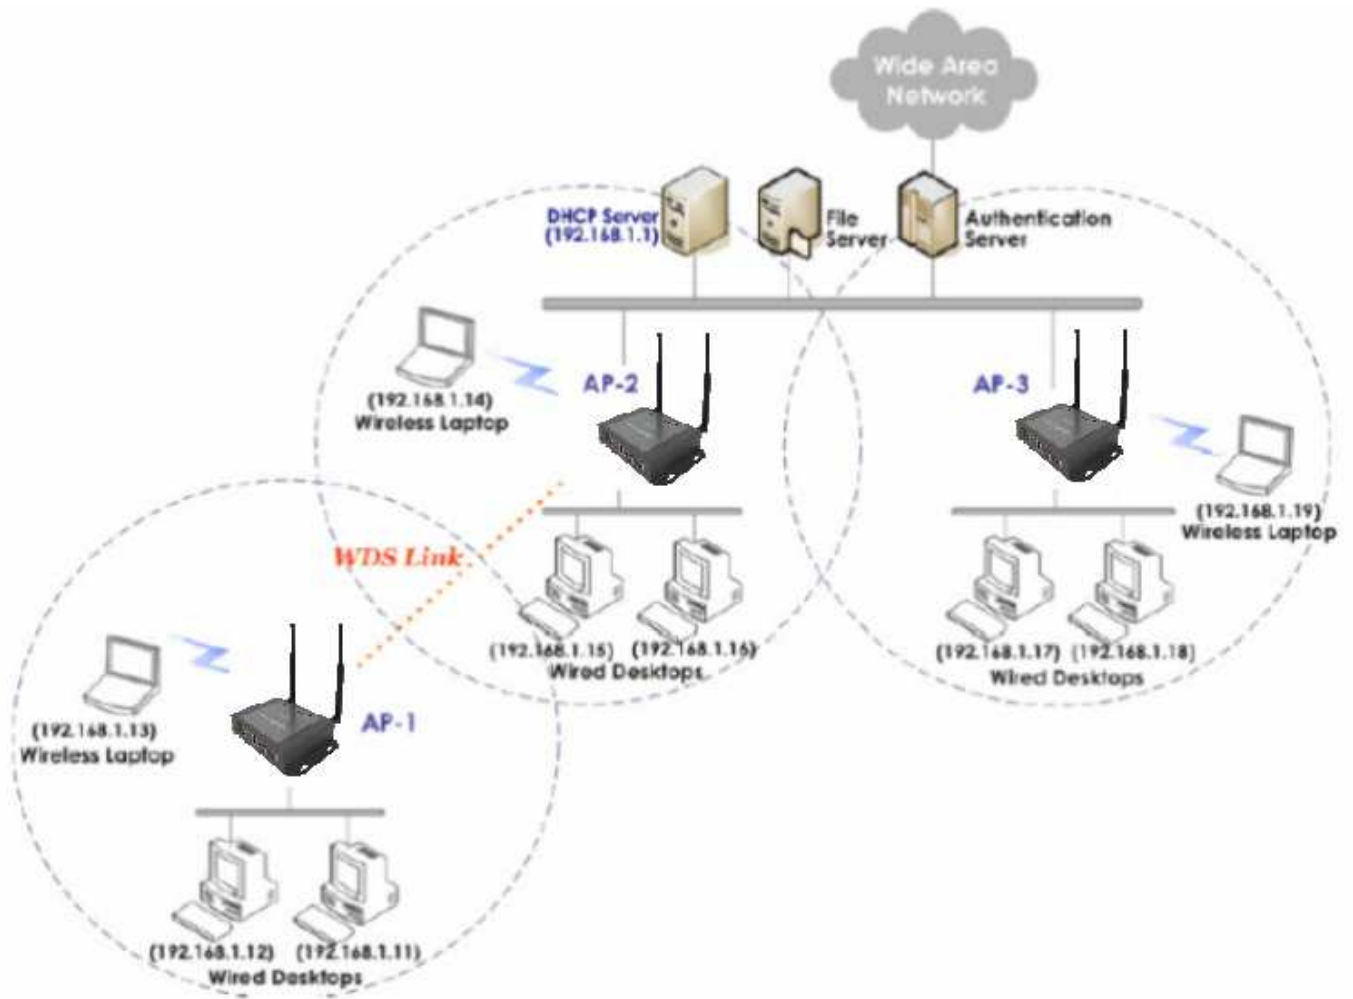 Wide Area
Network
DHCP Server
(192.168.1.1)
File
Server
Authentication
Server
AP-2
AP-3
(192.168.1.14)
Wireless Laptop
(192.168.1.19)
Wireless Laptop
WDS Link
(192.168.1.15) (192.168.1.16)
Wired Desktops
(192.168.1.17) (192.168.1.18)
Wired Desktops
(192.168.1.13)
Wireless Laptop
AP-1
(192.168.1.12) (192.168.1.11)
Wired Desktops